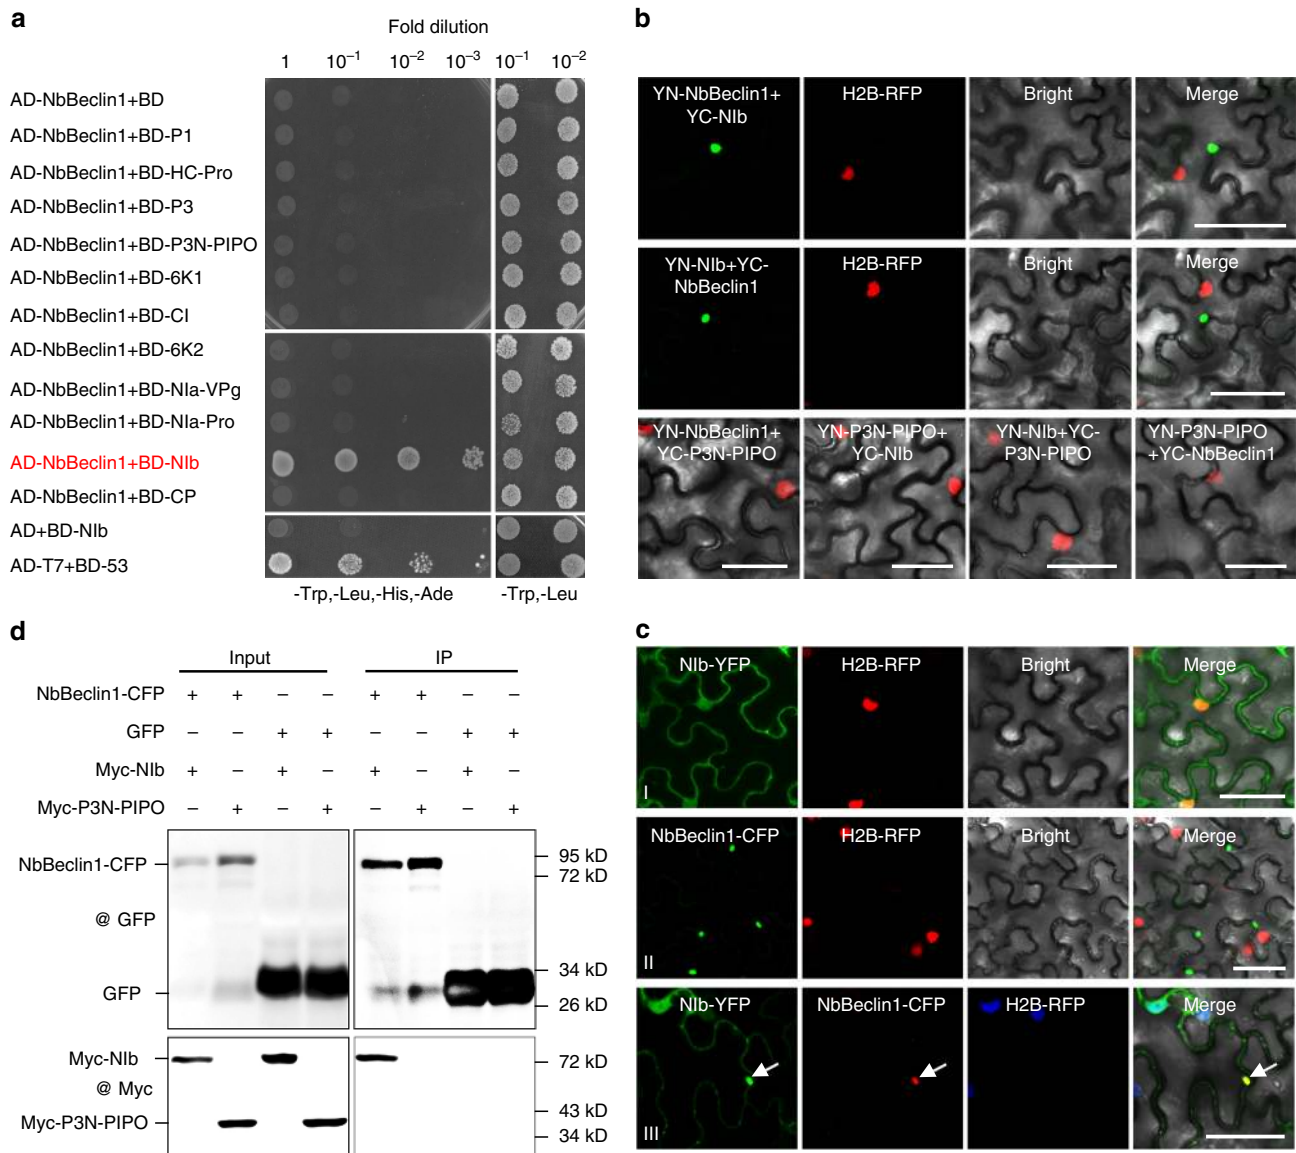 a
Fold dilution
1 10⁻¹ 10⁻² 10⁻³ 10⁻¹ 10⁻²
AD-NbBeclin1+BD
AD-NbBeclin1+BD-P1
AD-NbBeclin1+BD-HC-Pro
AD-NbBeclin1+BD-P3
AD-NbBeclin1+BD-P3N-PIPO
AD-NbBeclin1+BD-6K1
AD-NbBeclin1+BD-CI
AD-NbBeclin1+BD-6K2
AD-NbBeclin1+BD-NIa-VPg
AD-NbBeclin1+BD-NIa-Pro
AD-NbBeclin1+BD-NIb
AD-NbBeclin1+BD-CP
AD+BD-NIb
AD-T7+BD-53
-Trp,-Leu,-His,-Ade -Trp,-Leu
b
YN-NbBeclin1+
YC-NIb
H2B-RFP
Bright
Merge
YN-NIb+YC-
NbBeclin1
H2B-RFP
Bright
Merge
YN-NbBeclin1+
YC-P3N-PIPO
YN-P3N-PIPO+
YC-NIb
YN-NIb+YC-
P3N-PIPO
YN-P3N-PIPO
+YC-NbBeclin1
c
NIb-YFP
H2B-RFP
Bright
Merge
I
NbBeclin1-CFP
H2B-RFP
Bright
Merge
II
NIb-YFP
NbBeclin1-CFP
H2B-RFP
Merge
III
d
Input IP
NbBeclin1-CFP + + – – + + – –
GFP – – + + – – + +
Myc-NIb + – + – + – + –
Myc-P3N-PIPO – + – + – + – +
NbBeclin1-CFP
@ GFP
GFP
95 kD
72 kD
34 kD
26 kD
Myc-NIb
@ Myc
Myc-P3N-PIPO
72 kD
43 kD
34 kD